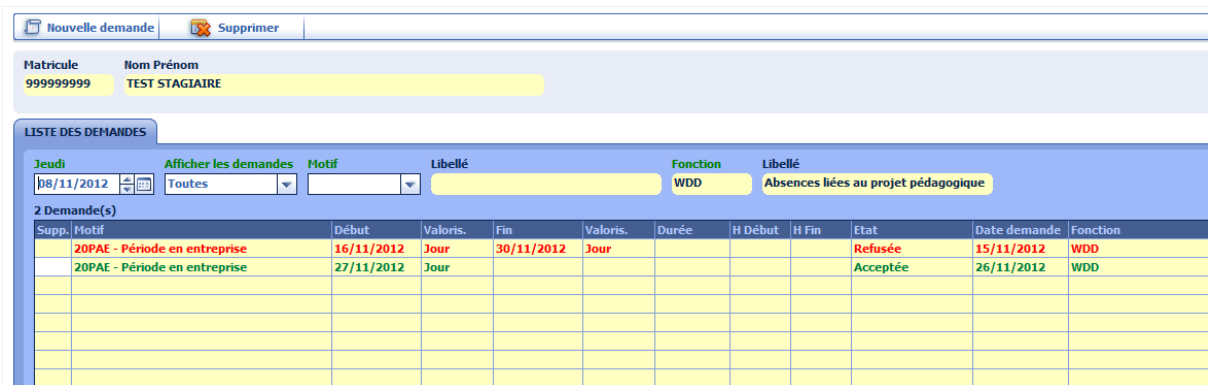 Nouvelle demande Supprimer
Matricule Nom Prénom
999999999 TEST STAGIAIRE
LISTE DES DEMANDES
Jeudi Afficher les demandes Motif Libellé Fonction Libellé
08/11/2012 Toutes WDD Absences liées au projet pédagogique
2 Demande(s)
Supp. Motif Début Valoris. Fin Valoris. Durée H Début H Fin Etat Date demande Fonction
20PAE - Période en entreprise 16/11/2012 Jour 30/11/2012 Jour Refusée 15/11/2012 WDD
20PAE - Période en entreprise 27/11/2012 Jour Acceptée 26/11/2012 WDD